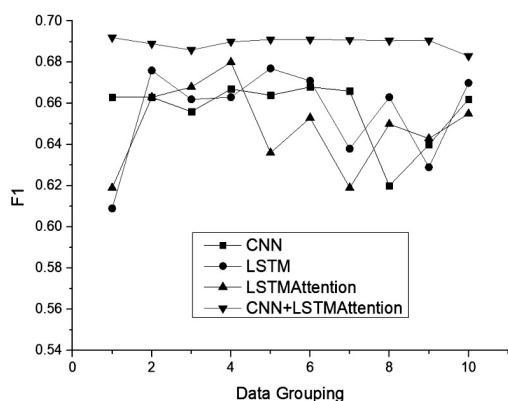 0.70
0.68
0.66
0.64
0.62
0.60
0.58
0.56
0.54
F1
CNN
LSTM
LSTMAttention
CNN+LSTMAttention
0 2 4 6 8 10
Data Grouping